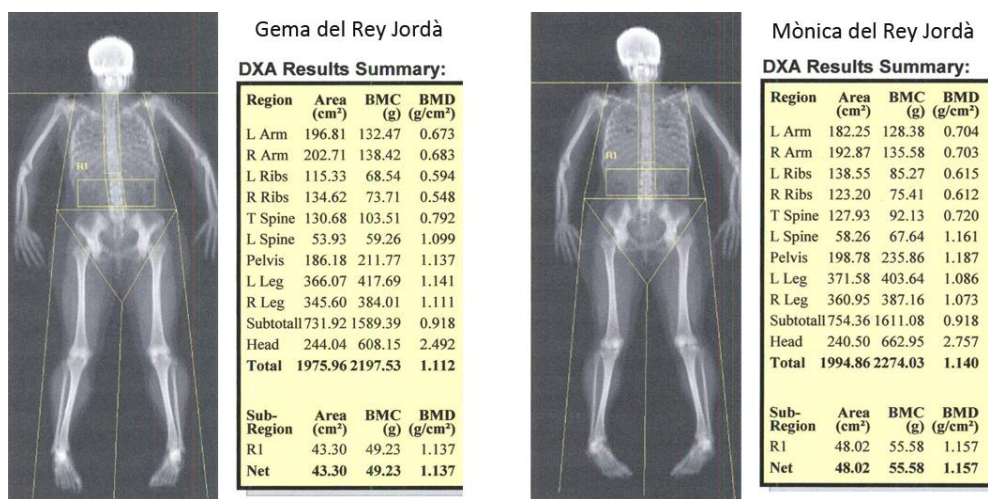 Gema del Rey Jordà
DXA Results Summary:
Region Area BMC BMD
(cm²) (g) (g/cm²)
L Arm 196.81 132.47 0.673
R Arm 202.71 138.42 0.683
L Ribs 115.33 68.54 0.594
R Ribs 134.62 73.71 0.548
T Spine 130.68 103.51 0.792
L Spine 53.93 59.26 1.099
Pelvis 186.18 211.77 1.137
L Leg 366.07 417.69 1.141
R Leg 345.60 384.01 1.111
Subtotal1731.92 1589.39 0.918
Head 244.04 608.15 2.492
Total 1975.96 2197.53 1.112
Sub- Area BMC BMD
Region (cm²) (g) (g/cm²)
R1 43.30 49.23 1.137
Net 43.30 49.23 1.137
R1
Mònica del Rey Jordà
DXA Results Summary:
Region Area BMC BMD
(cm²) (g) (g/cm²)
L Arm 182.25 128.38 0.704
R Arm 192.87 135.58 0.703
L Ribs 138.55 85.27 0.615
R Ribs 123.20 75.41 0.612
T Spine 127.93 92.13 0.720
L Spine 58.26 67.64 1.161
Pelvis 198.78 235.86 1.187
L Leg 371.58 403.64 1.086
R Leg 360.95 387.16 1.073
Subtotal1754.36 1611.08 0.918
Head 240.50 662.95 2.757
Total 1994.86 2274.03 1.140
Sub- Area BMC BMD
Region (cm²) (g) (g/cm²)
R1 48.02 55.58 1.157
Net 48.02 55.58 1.157
R1